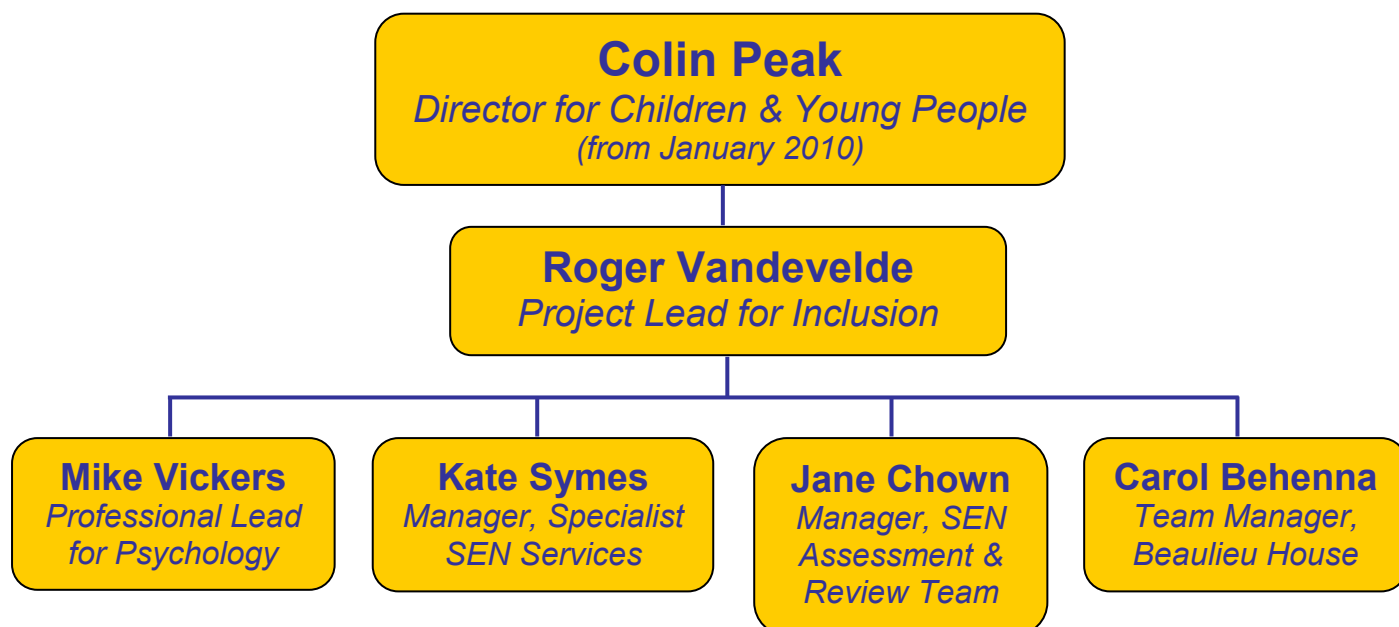 Colin Peak
Director for Children & Young People
(from January 2010)
Roger Vandevelde
Project Lead for Inclusion
Mike Vickers
Professional Lead
for Psychology
Kate Symes
Manager, Specialist
SEN Services
Jane Chown
Manager, SEN
Assessment &
Review Team
Carol Behenna
Team Manager,
Beaulieu House